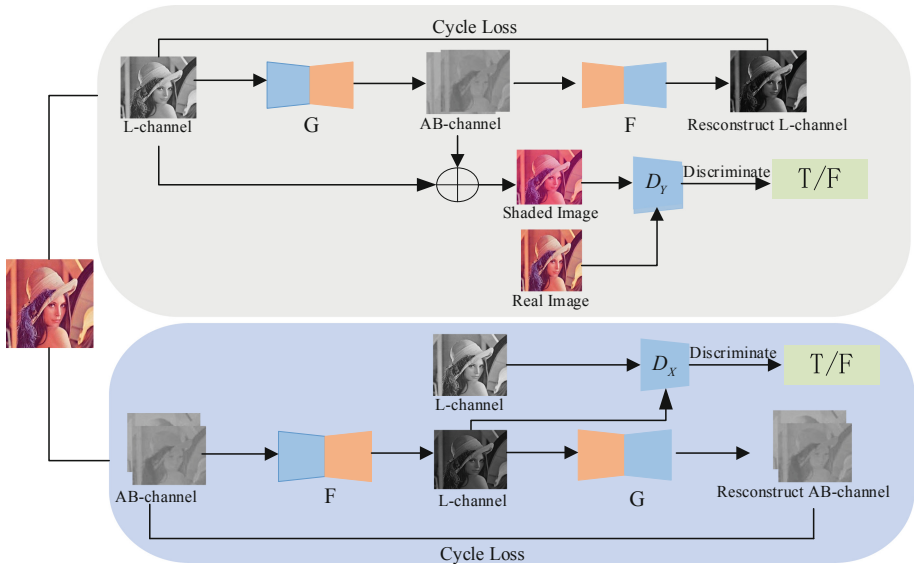 Cycle Loss
L-channel
G
AB-channel
F
Resconstruct L-channel
Shaded Image
D_Y
Discriminate
T/F
Real Image
L-channel
D_X
Discriminate
T/F
AB-channel
F
L-channel
G
Resconstruct AB-channel
Cycle Loss